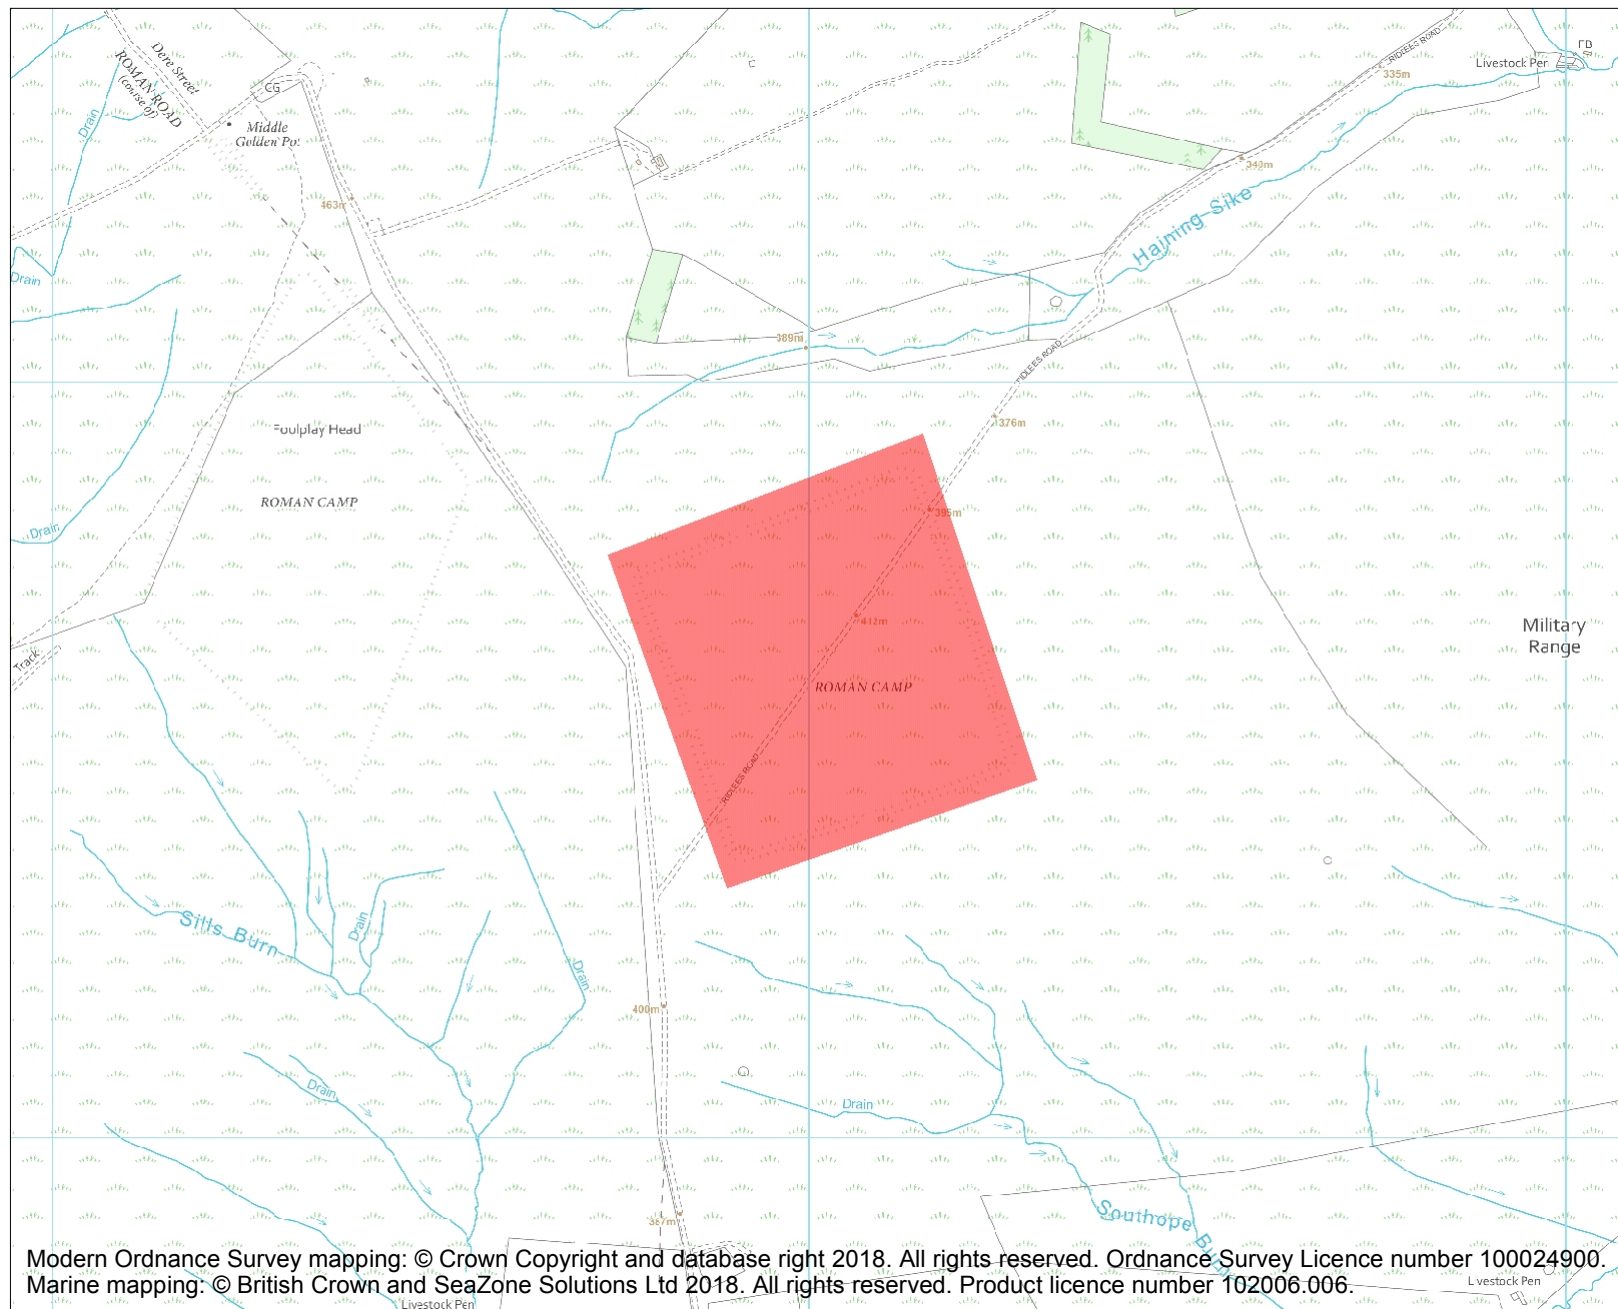 Dere Street
ROMAN ROAD
(course of)
Drain
CG
Middle
Golden Pot
463m
Drain
RIDLEES ROAD
335m
Livestock Pen
FB
343m
Haining Sike
389m
RIDLEES ROAD
376m
Foulplay Head
ROMAN CAMP
Drain
395m
412m
ROMAN CAMP
RIDLEES ROAD
Military
Range
Track
Sills Burn
Drain
Drain
400m
Drain
Drain
387m
Southope
Burn
Livestock Pen
Livestock Pen
Modern Ordnance Survey mapping: © Crown Copyright and database right 2018. All rights reserved. Ordnance Survey Licence number 100024900.
Marine mapping: © British Crown and SeaZone Solutions Ltd 2018. All rights reserved. Product licence number 102006.006.